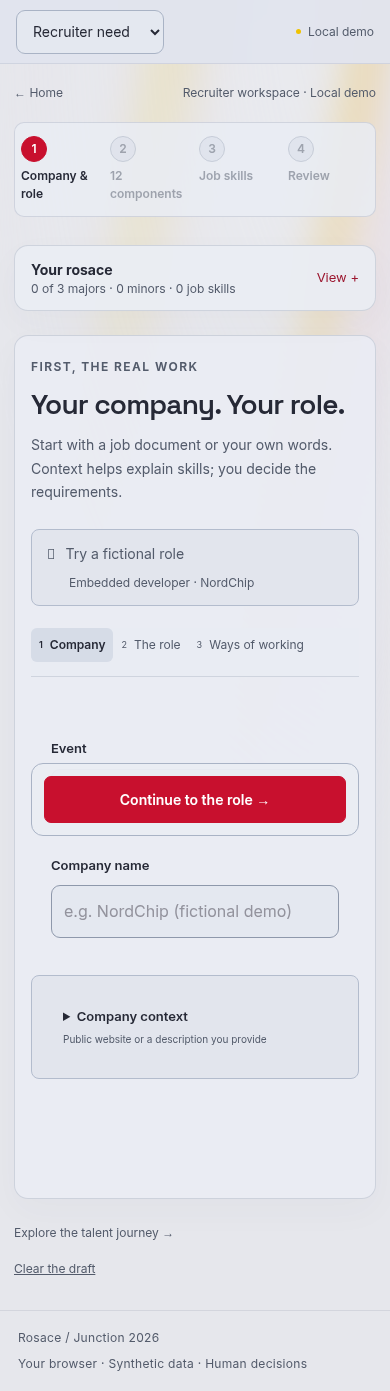 Recruiter need
Local demo
← Home
Recruiter workspace · Local demo
1
2
3
4
Company & role
12 components
Job skills
Review
Your rosace
0 of 3 majors · 0 minors · 0 job skills
View +
FIRST, THE REAL WORK
Your company. Your role.
Start with a job document or your own words.
Context helps explain skills; you decide the
requirements.
Try a fictional role
Embedded developer · NordChip
1 Company
2 The role
3 Ways of working
Event
Continue to the role →
Company name
e.g. NordChip (fictional demo)
▶ Company context
Public website or a description you provide
Explore the talent journey →
Clear the draft
Rosace / Junction 2026
Your browser · Synthetic data · Human decisions